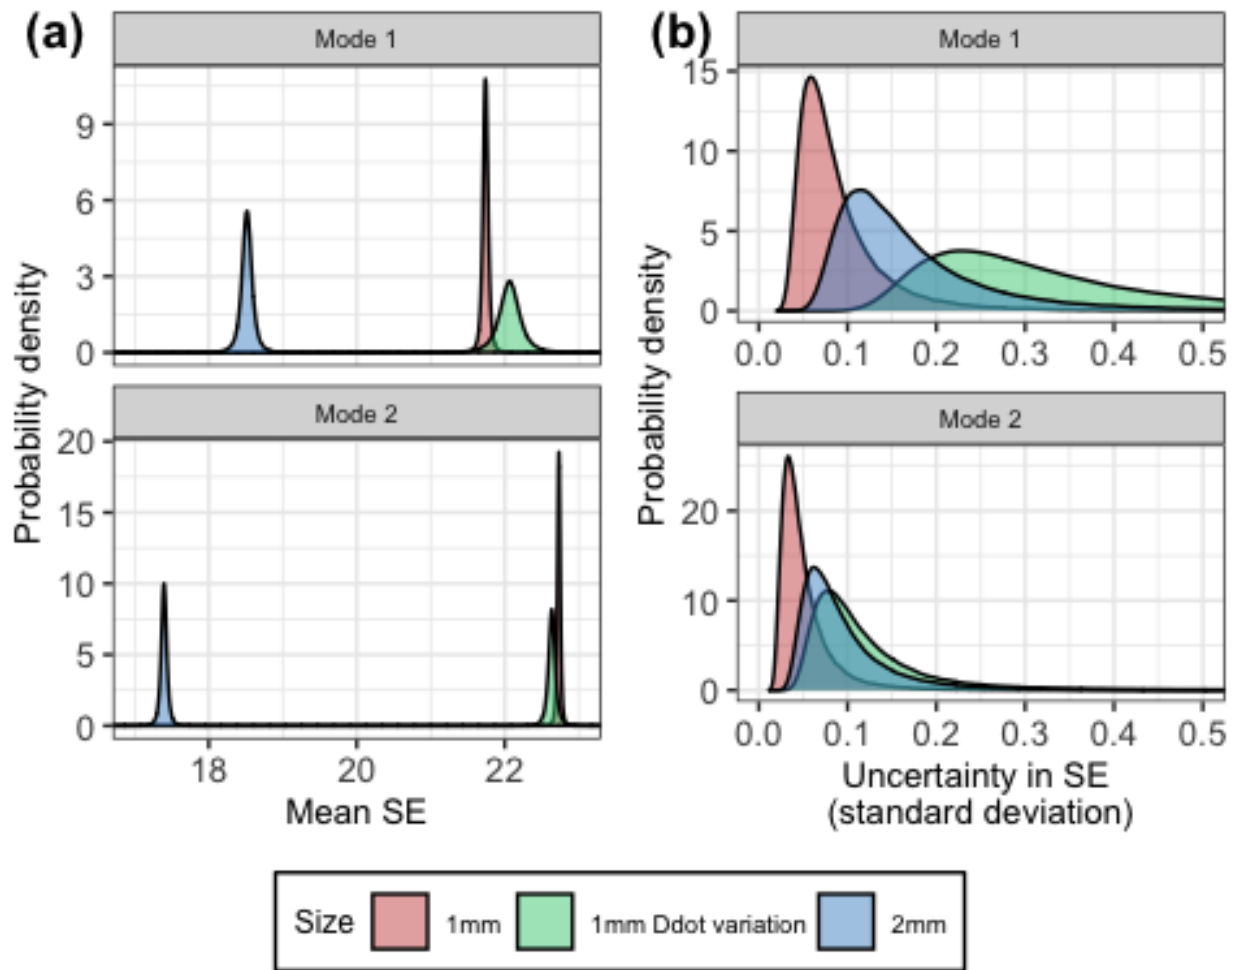 (a)
Mode 1
Probability density
9
6
3
0
Mode 2
20
15
10
5
0
18 20 22
Mean SE
(b)
Mode 1
Probability density
15
10
5
0
0.0 0.1 0.2 0.3 0.4 0.5
Mode 2
20
10
0
0.0 0.1 0.2 0.3 0.4 0.5
Uncertainty in SE
(standard deviation)
Size 1mm 1mm Ddot variation 2mm